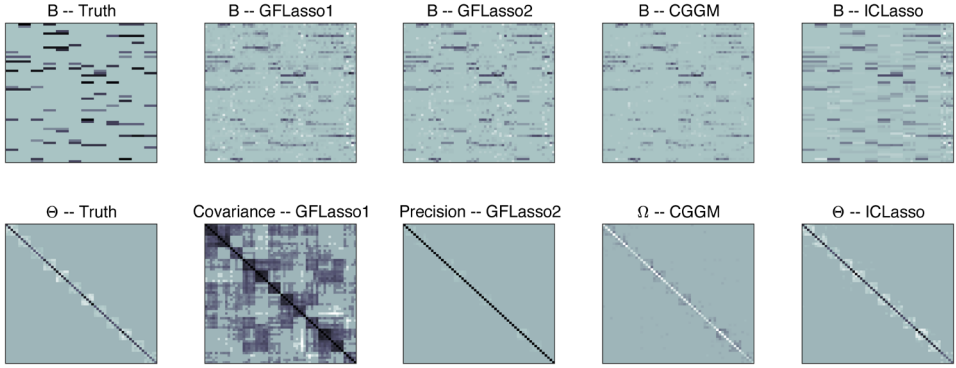 B -- Truth
B -- GFLasso1
B -- GFLasso2
B -- CGGM
B -- ICLasso
Θ -- Truth
Covariance -- GFLasso1
Precision -- GFLasso2
Ω -- CGGM
Θ -- ICLasso